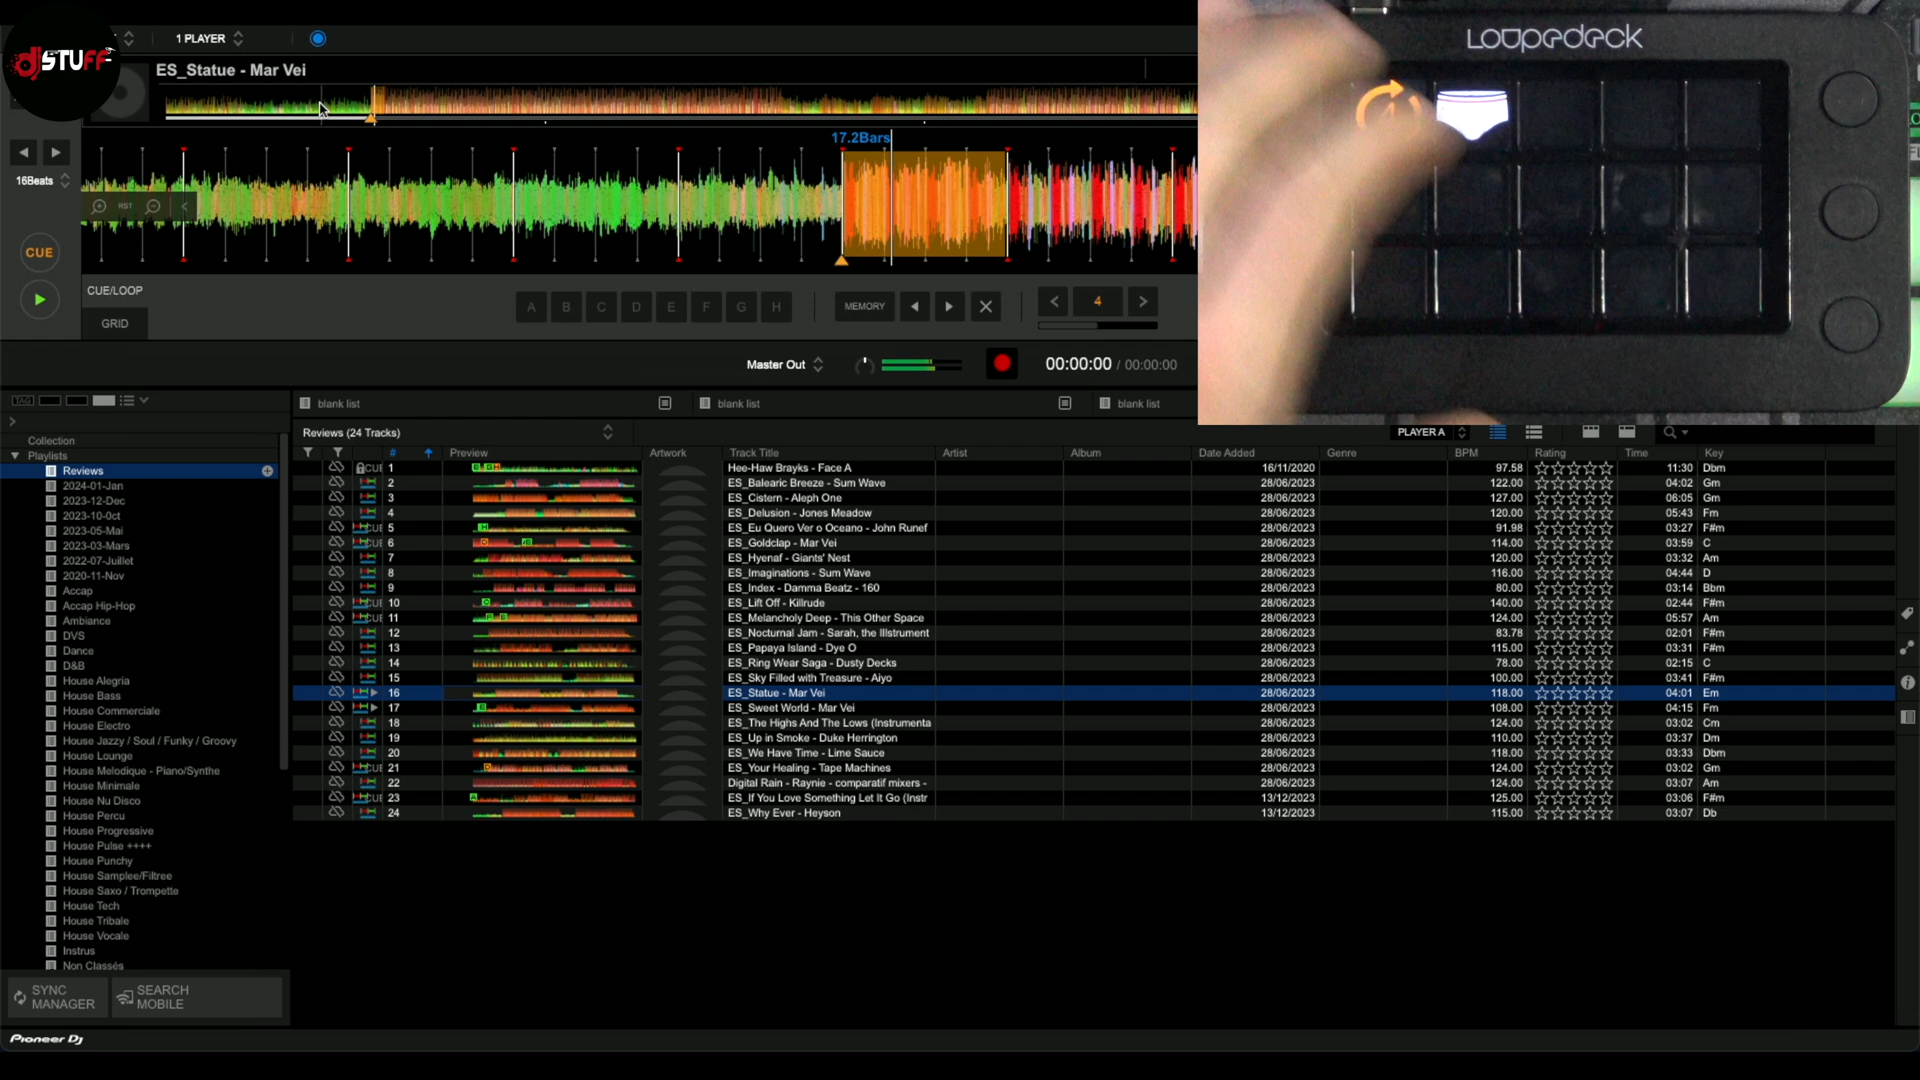 djSTUFF
1 PLAYER
ES_Statue - Mar Vei
Loupedeck
17.2Bars
16Beats
RST
CUE
CUE/LOOP
GRID
A B C D E F G H
MEMORY
4
Master Out
00:00:00 / 00:00:00
TAG
blank list
blank list
blank list
Reviews (24 Tracks)
PLAYER A
# Preview Artwork Track Title Artist Album Date Added Genre BPM Rating Time Key
1 Hee-Haw Brayks - Face A 16/11/2020 97.58 11:30 Dbm
2 ES_Balearic Breeze - Sum Wave 28/06/2023 122.00 04:02 Gm
3 ES_Cistern - Aleph One 28/06/2023 127.00 06:05 Gm
4 ES_Delusion - Jones Meadow 28/06/2023 120.00 05:43 Fm
5 ES_Eu Quero Ver o Oceano - John Runef 28/06/2023 91.98 03:27 F#m
6 ES_Goldclap - Mar Vei 28/06/2023 114.00 03:59 C
7 ES_Hyenaf - Giants' Nest 28/06/2023 120.00 03:32 Am
8 ES_Imaginations - Sum Wave 28/06/2023 116.00 04:44 D
9 ES_Index - Damma Beatz - 160 28/06/2023 80.00 03:14 Bbm
10 ES_Lift Off - Killrude 28/06/2023 140.00 02:44 F#m
11 ES_Melancholy Deep - This Other Space 28/06/2023 124.00 05:57 Am
12 ES_Nocturnal Jam - Sarah, the Illstrument 28/06/2023 83.78 02:01 F#m
13 ES_Papaya Island - Dye O 28/06/2023 115.00 03:31 F#m
14 ES_Ring Wear Saga - Dusty Decks 28/06/2023 78.00 02:15 C
15 ES_Sky Filled with Treasure - Aiyo 28/06/2023 100.00 03:41 F#m
16 ES_Statue - Mar Vei 28/06/2023 118.00 04:01 Em
17 ES_Sweet World - Mar Vei 28/06/2023 108.00 04:15 Fm
18 ES_The Highs And The Lows (Instrumenta 28/06/2023 124.00 03:02 Cm
19 ES_Up in Smoke - Duke Herrington 28/06/2023 110.00 03:37 Dm
20 ES_We Have Time - Lime Sauce 28/06/2023 118.00 03:33 Dbm
21 ES_Your Healing - Tape Machines 28/06/2023 124.00 03:02 Gm
22 Digital Rain - Raynie - comparatif mixers - 28/06/2023 124.00 03:07 Am
23 ES_If You Love Something Let It Go (Instr 13/12/2023 125.00 03:06 F#m
24 ES_Why Ever - Heyson 13/12/2023 115.00 03:07 Db
Collection
Playlists
Reviews
2024-01-Jan
2023-12-Dec
2023-10-0ct
2023-05-Mai
2023-03-Mars
2022-07-Juillet
2020-11-Nov
Accap
Accap Hip-Hop
Ambiance
DVS
Dance
D&B
House Alegria
House Bass
House Commerciale
House Electro
House Jazzy / Soul / Funky / Groovy
House Lounge
House Melodique - Piano/Synthe
House Minimale
House Nu Disco
House Percu
House Progressive
House Pulse ++++
House Punchy
House Samplee/Filtree
House Saxo / Trompette
House Tech
House Tribale
House Vocale
Instrus
Non Classés
SYNC MANAGER
SEARCH MOBILE
Pioneer Dj